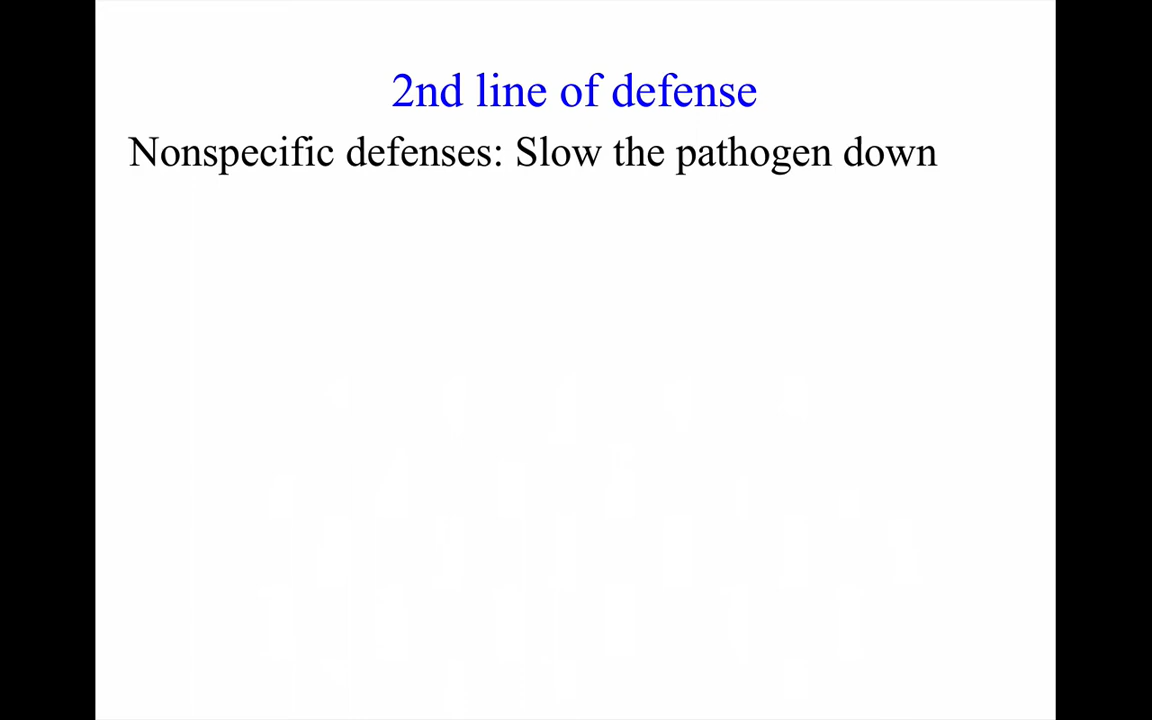 2nd line of defense
Nonspecific defenses: Slow the pathogen down